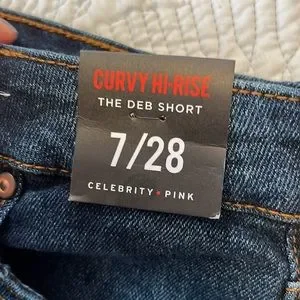 CURVY HI-RISE
THE DEB SHORT
7/28
CELEBRITY • PINK